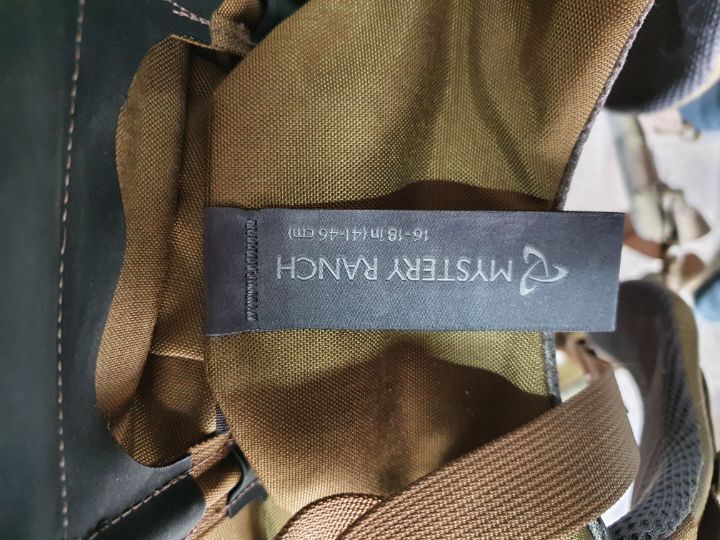 MYSTERY RANCH
16-18 in (41-46 cm)